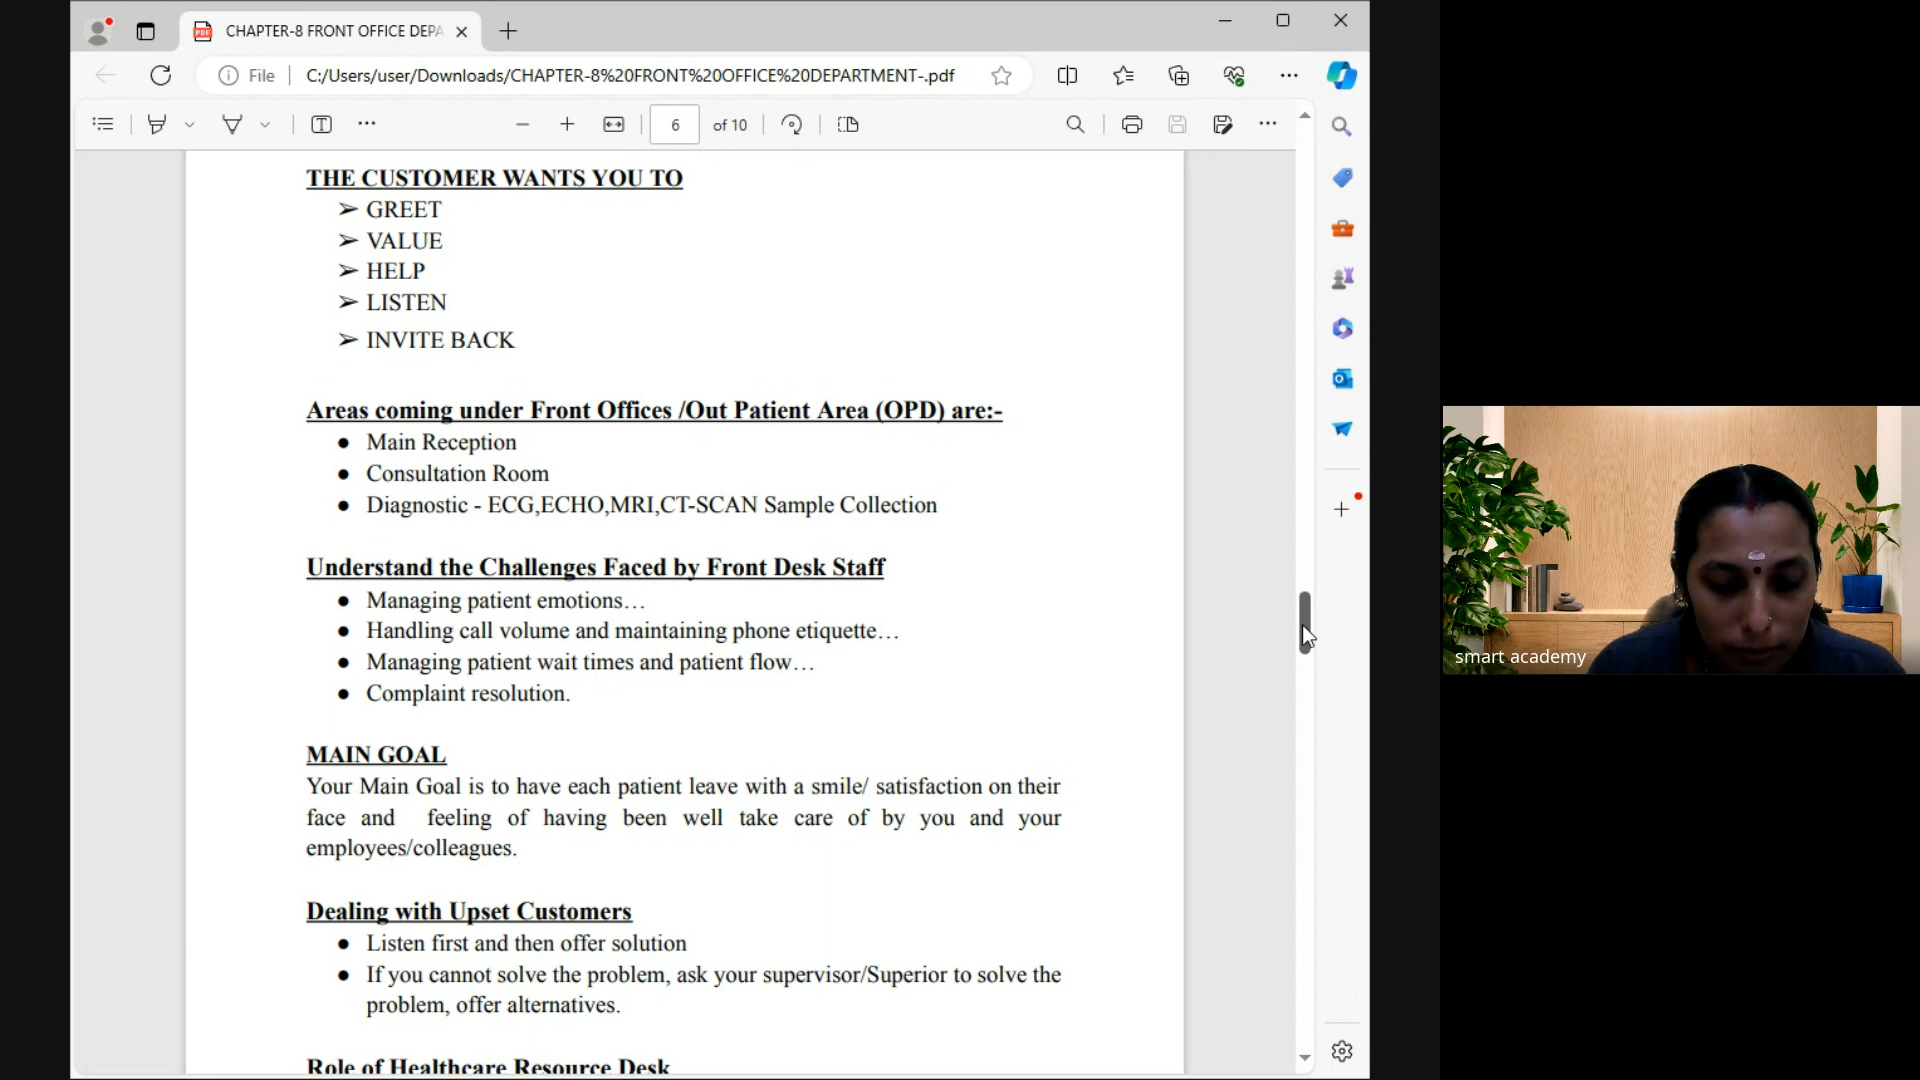 CHAPTER-8 FRONT OFFICE DEPA
File
C:/Users/user/Downloads/CHAPTER-8%20FRONT%20OFFICE%20DEPARTMENT-.pdf
6 of 10
THE CUSTOMER WANTS YOU TO
➢ GREET
➢ VALUE
➢ HELP
➢ LISTEN
➢ INVITE BACK
Areas coming under Front Offices /Out Patient Area (OPD) are:-
● Main Reception
● Consultation Room
● Diagnostic - ECG,ECHO,MRI,CT-SCAN Sample Collection
Understand the Challenges Faced by Front Desk Staff
● Managing patient emotions…
● Handling call volume and maintaining phone etiquette…
● Managing patient wait times and patient flow…
● Complaint resolution.
MAIN GOAL
Your Main Goal is to have each patient leave with a smile/ satisfaction on their
face and feeling of having been well take care of by you and your
employees/colleagues.
Dealing with Upset Customers
● Listen first and then offer solution
● If you cannot solve the problem, ask your supervisor/Superior to solve the
problem, offer alternatives.
Role of Healthcare Resource Desk
smart academy